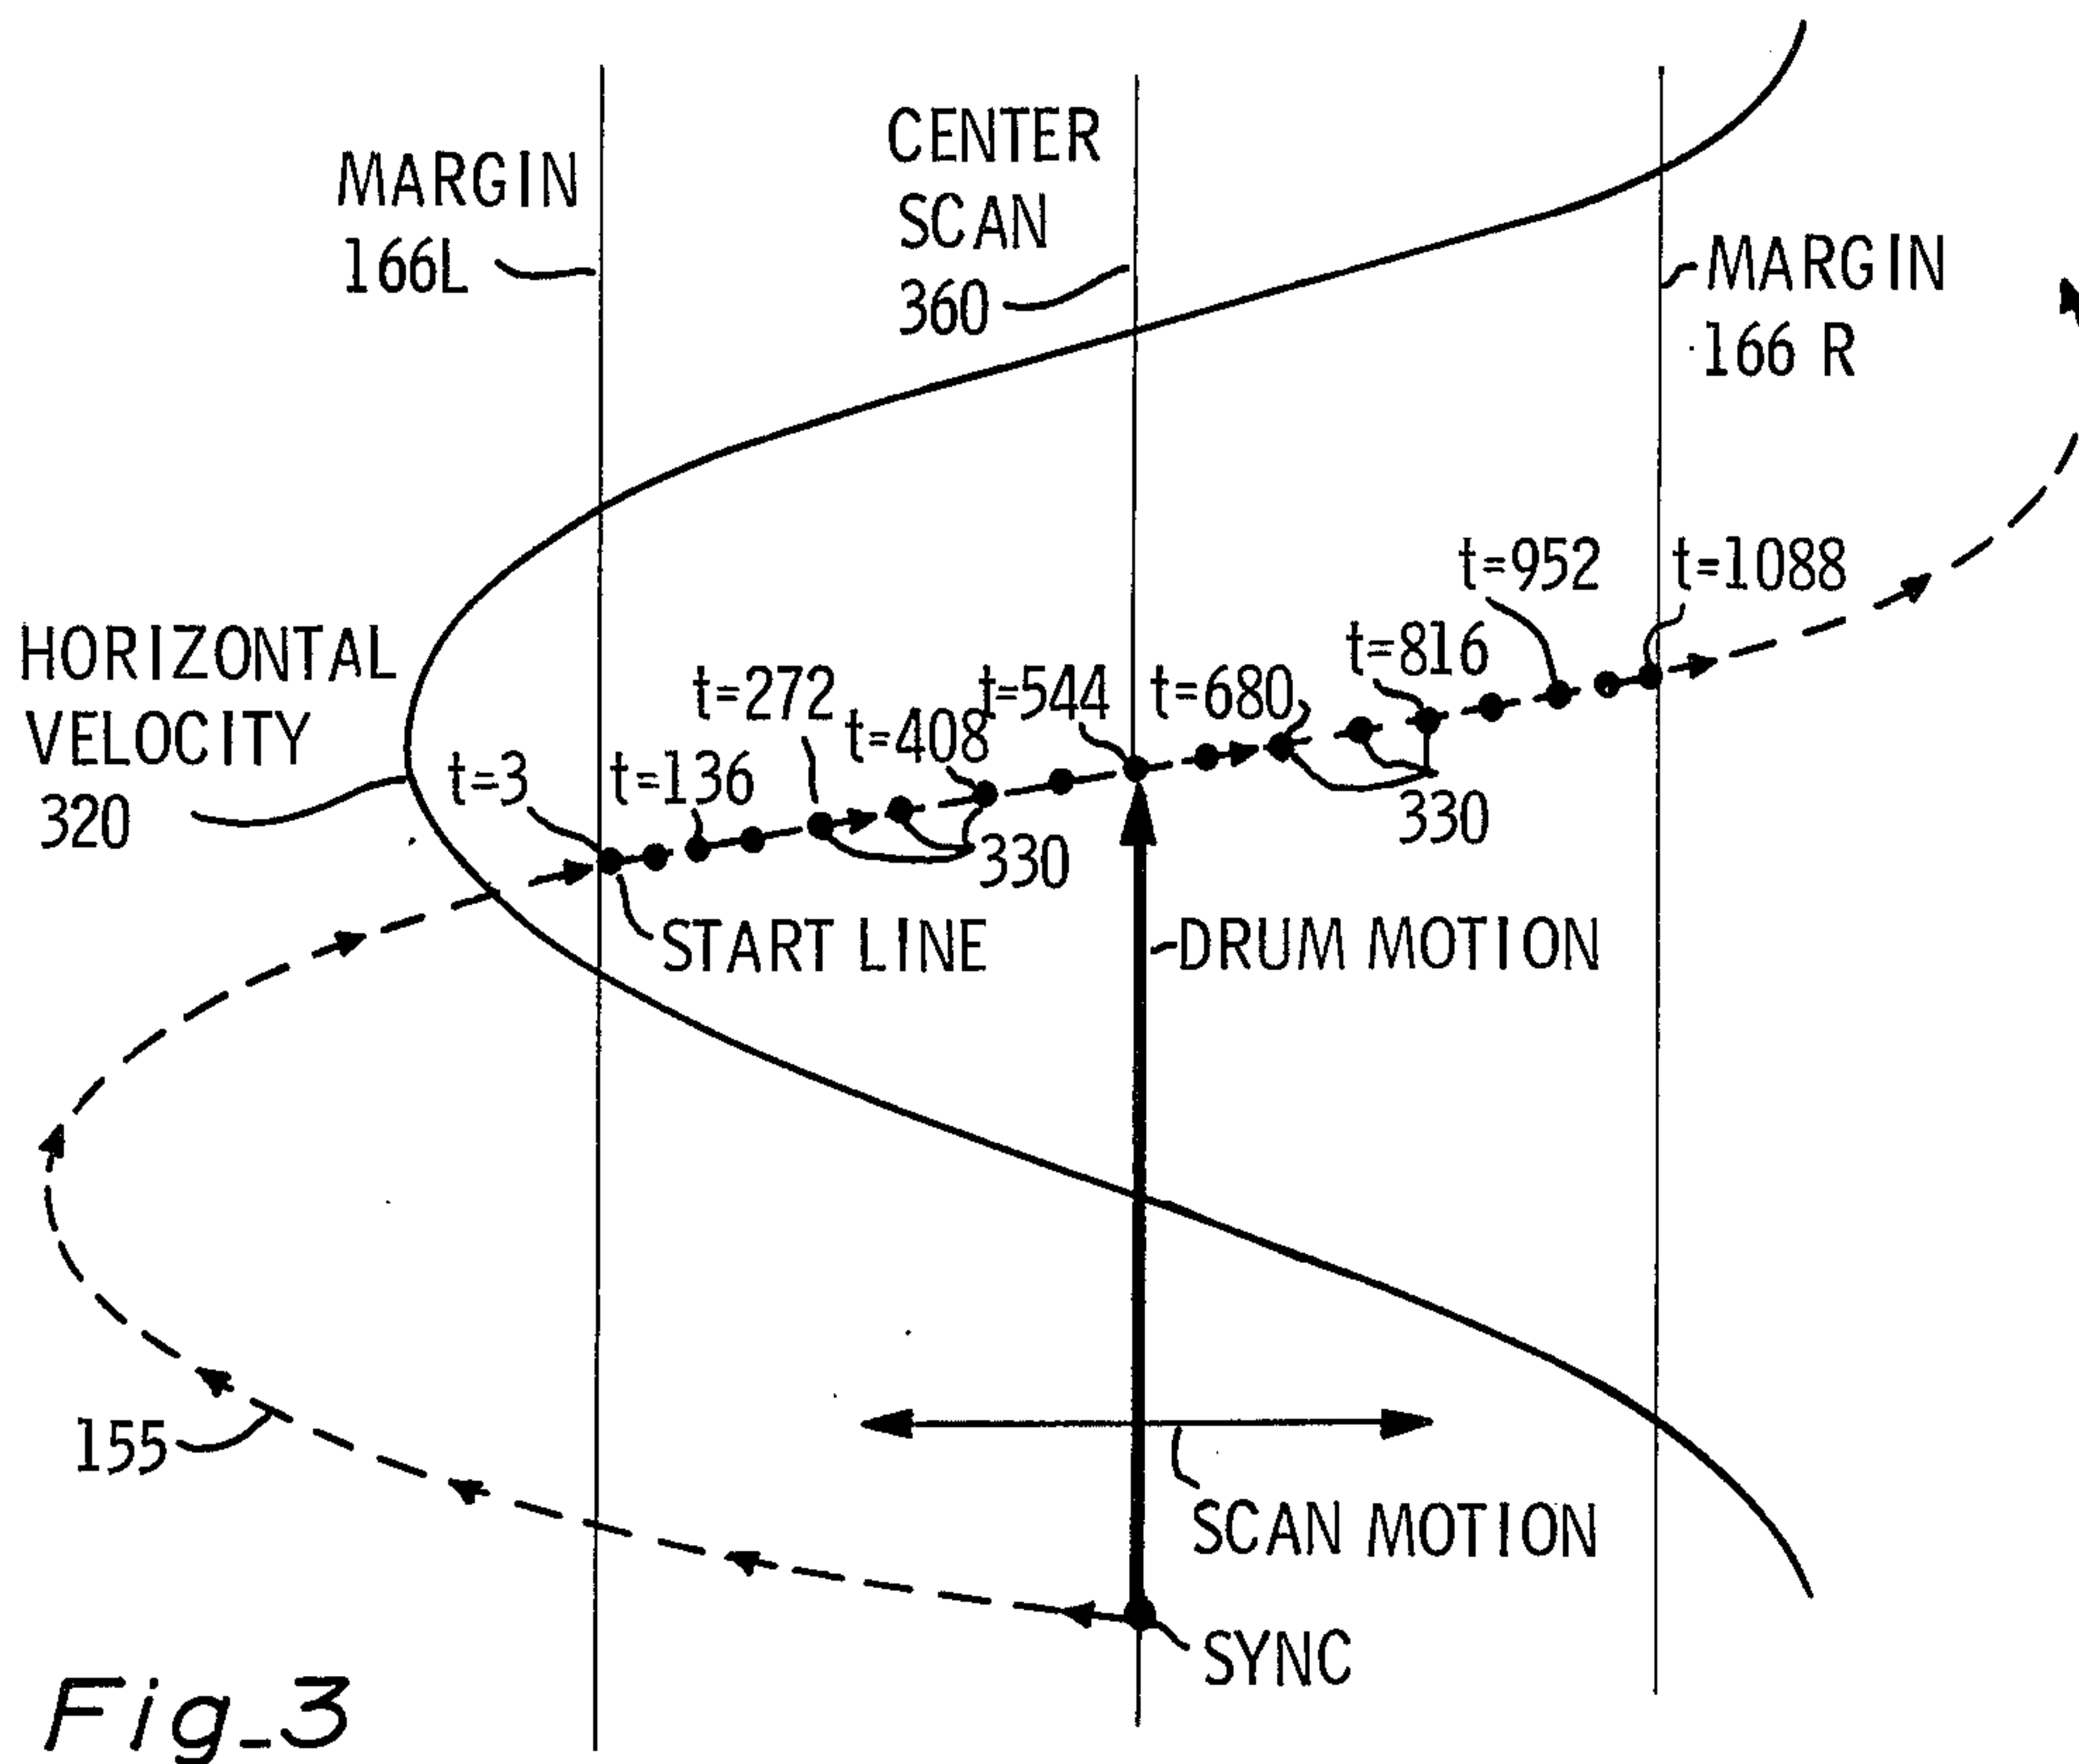 CENTER
SCAN
360
MARGIN
166L
MARGIN
166 R
t=952
t=1088
t=816
HORIZONTAL
VELOCITY
320
t=272
t=544
t=680
t=408
t=3
t=136
330
330
START LINE
DRUM MOTION
155
SCAN MOTION
SYNC
Fig_3